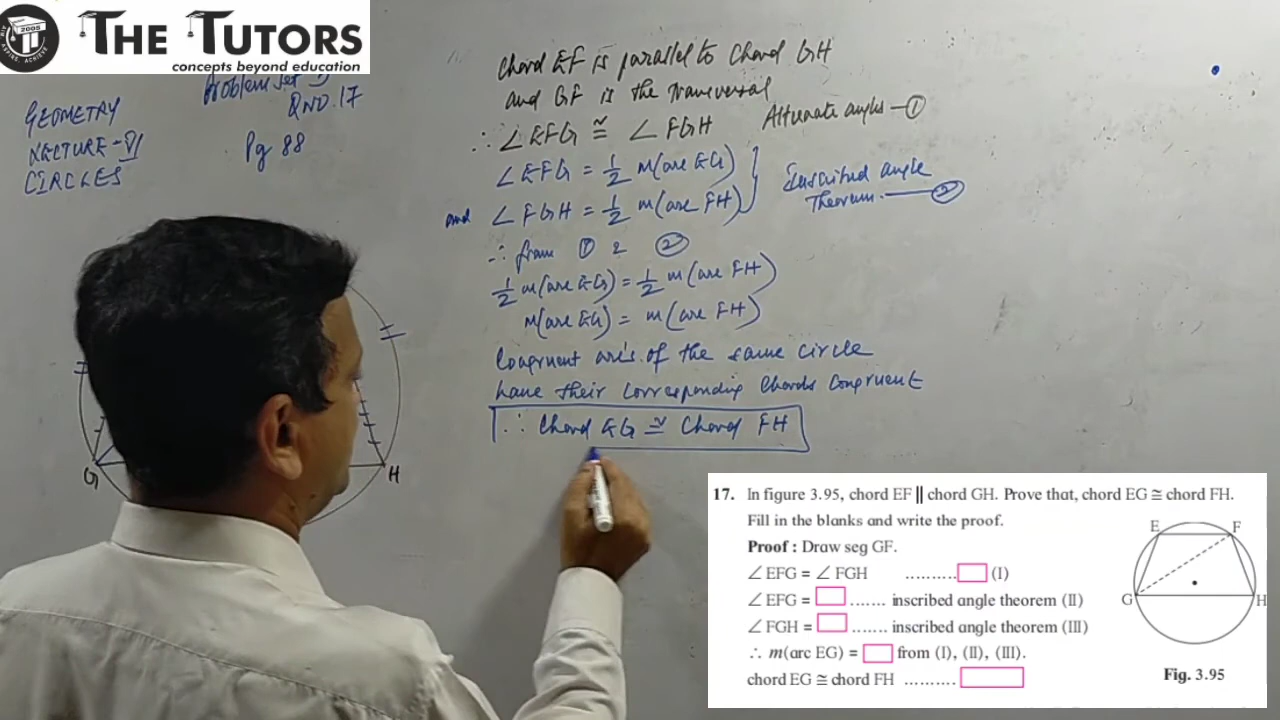 THE TUTORS
concepts beyond education
2005
Problem Set
QNO.17
GEOMETRY
LECTURE-VI
Pg 88
CIRCLES
Chord EF is parallel to Chord GH
and GF is the Transversal
∴ ∠EFG ≅ ∠FGH Alternate angles — ①
∠EFG = 1/2 m(arc EG)
and ∠FGH = 1/2 m(arc FH)
Inscribed angle
Theorem. — ②
∴ from ① & ②
1/2 m(arc EG) = 1/2 m(arc FH)
m(arc EG) = m(arc FH)
Congruent arc's of the same circle
have their corresponding Chords Congruent
∴ Chord EG ≅ Chord FH
G H
17. In figure 3.95, chord EF || chord GH. Prove that, chord EG ≅ chord FH.
Fill in the blanks and write the proof.
Proof : Draw seg GF.
∠ EFG = ∠ FGH .......... □ (I)
∠ EFG = □ ....... inscribed angle theorem (II)
∠ FGH = □ ....... inscribed angle theorem (III)
∴ m(arc EG) = □ from (I), (II), (III).
chord EG ≅ chord FH .......... □
E F
G H
Fig. 3.95